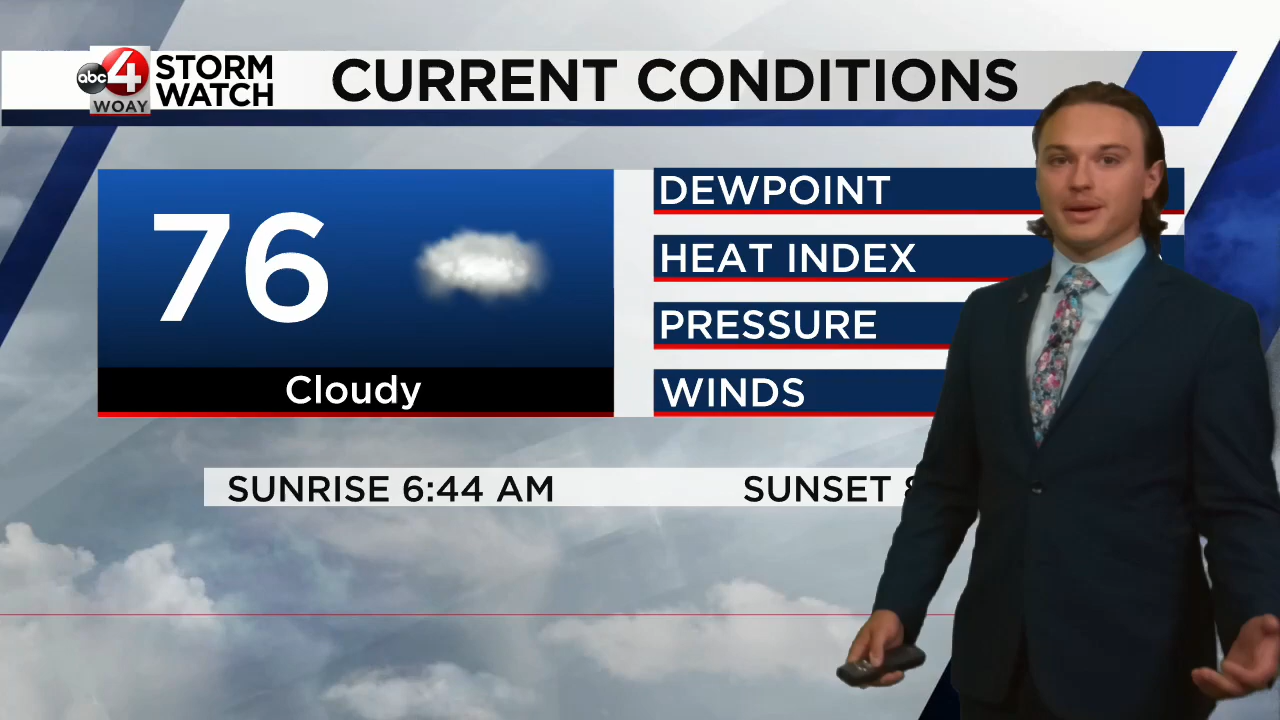 abc 4
WOAY
STORM
WATCH
CURRENT CONDITIONS
76
Cloudy
DEWPOINT
HEAT INDEX
PRESSURE
WINDS
SUNRISE 6:44 AM
SUNSET